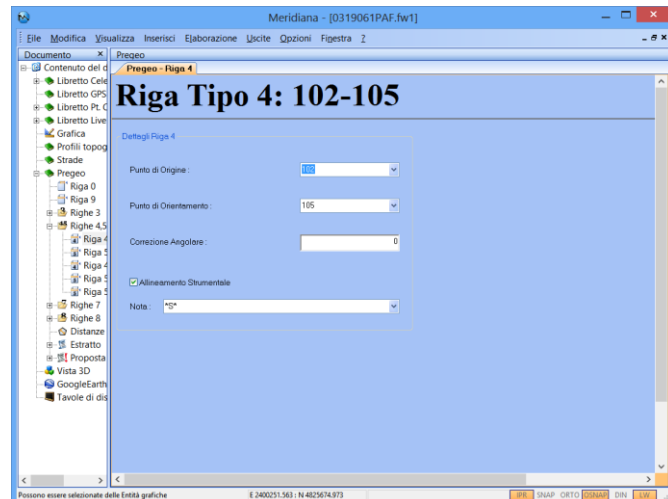 Meridiana - [0319061PAF.fw1]
File Modifica Visualizza Inserisci Elaborazione Uscite Opzioni Finestra ?
Documento x
Pregeo
Contenuto del d
Libretto Cele
Libretto GPS
Libretto Pt. C
Libretto Live
Grafica
Profili topog
Strade
Pregeo
Riga 0
Riga 9
Righe 3
Righe 4,5
Riga 4
Riga 5
Riga 4
Riga 5
Riga 5
Righe 7
Righe 8
Distanze
Estratto
Proposta
Vista 3D
GoogleEarth
Tavole di dis
Pregeo - Riga 4
Riga Tipo 4: 102-105
Dettagli Riga 4
Punto di Origine : 102
Punto di Orientamento : 105
Correzione Angolare : 0
Allineamento Strumentale
Nota : *S*
Possono essere selezionate delle Entità grafiche E 2400251.563 : N 4825674.973 IPR SNAP ORTO OSNAP DIN LW